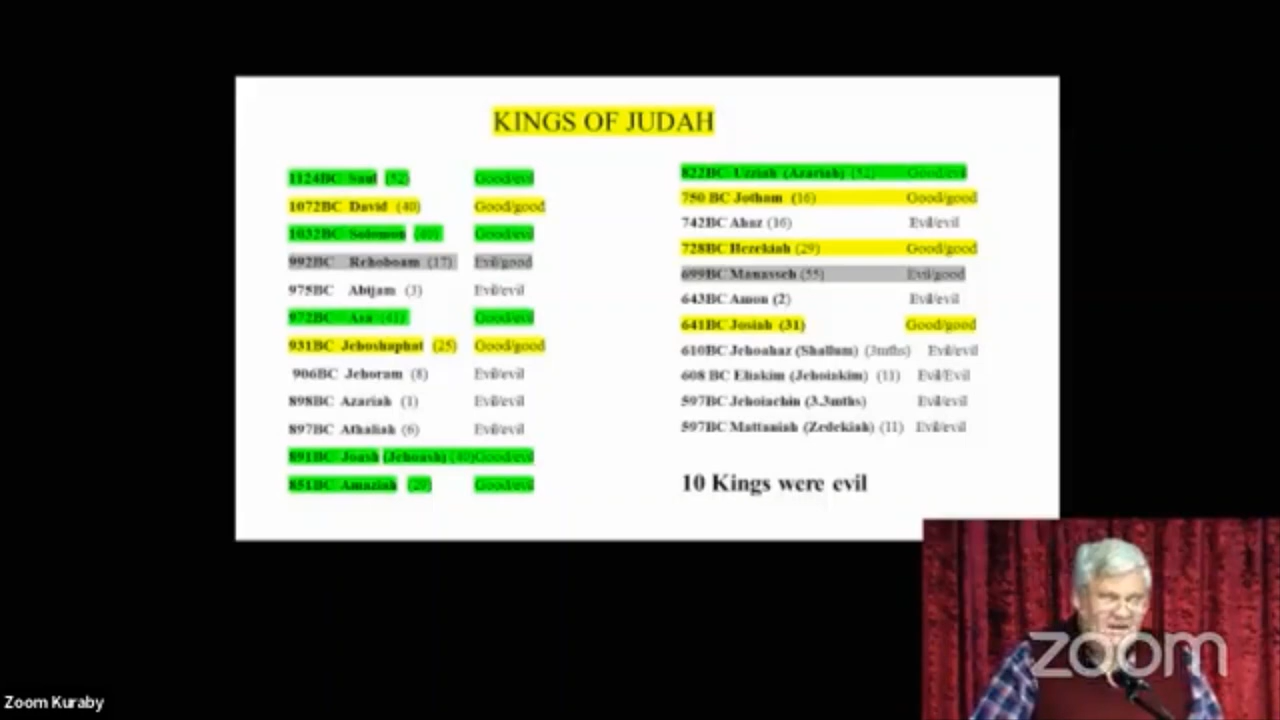 KINGS OF JUDAH
1124BC Saul (52) Good/evil
1072BC David (40) Good/good
1032BC Solomon (40) Good/evil
992BC Rehoboam (17) Evil/good
975BC Abijam (3) Evil/evil
972BC Asa (41) Good/evil
931BC Jehoshaphat (25) Good/good
906BC Jehoram (8) Evil/evil
898BC Azariah (1) Evil/evil
897BC Athaliah (6) Evil/evil
891BC Joash (Jehoash) (40)Good/evil
851BC Amaziah (29) Good/evil
822BC Uzziah (Azariah) (52) Good/evil
750 BC Jotham (16) Good/good
742BC Ahaz (16) Evil/evil
728BC Hezekiah (29) Good/good
699BC Manasseh (55) Evil/good
643BC Amon (2) Evil/evil
641BC Josiah (31) Good/good
610BC Jehoahaz (Shallum) (3mths) Evil/evil
608 BC Eliakim (Jehoiakim) (11) Evil/Evil
597BC Jehoiachin (3.3mths) Evil/evil
597BC Mattaniah (Zedekiah) (11) Evil/evil
10 Kings were evil
zoom
Zoom Kuraby